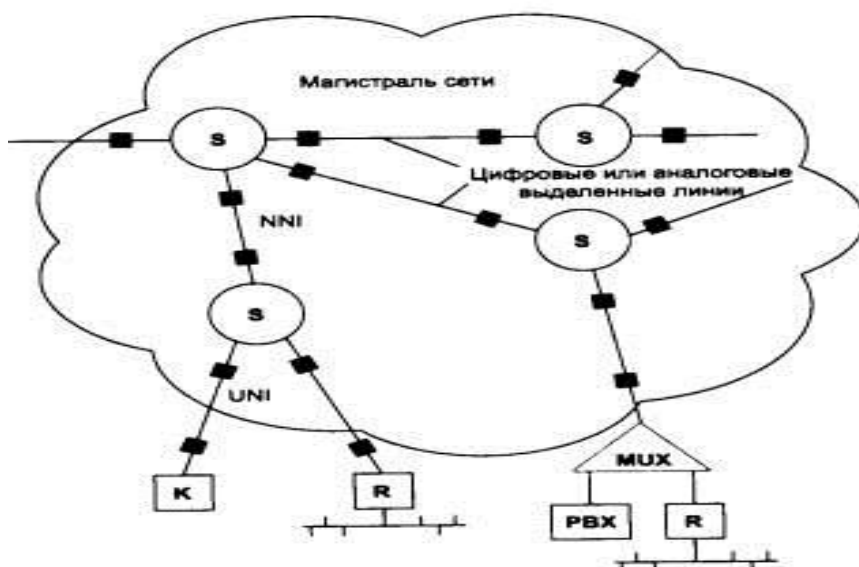 Магистраль сети
S
S
Цифровые или аналоговые
выделенные линии
NNI
S
S
UNI
MUX
K
R
PBX
R